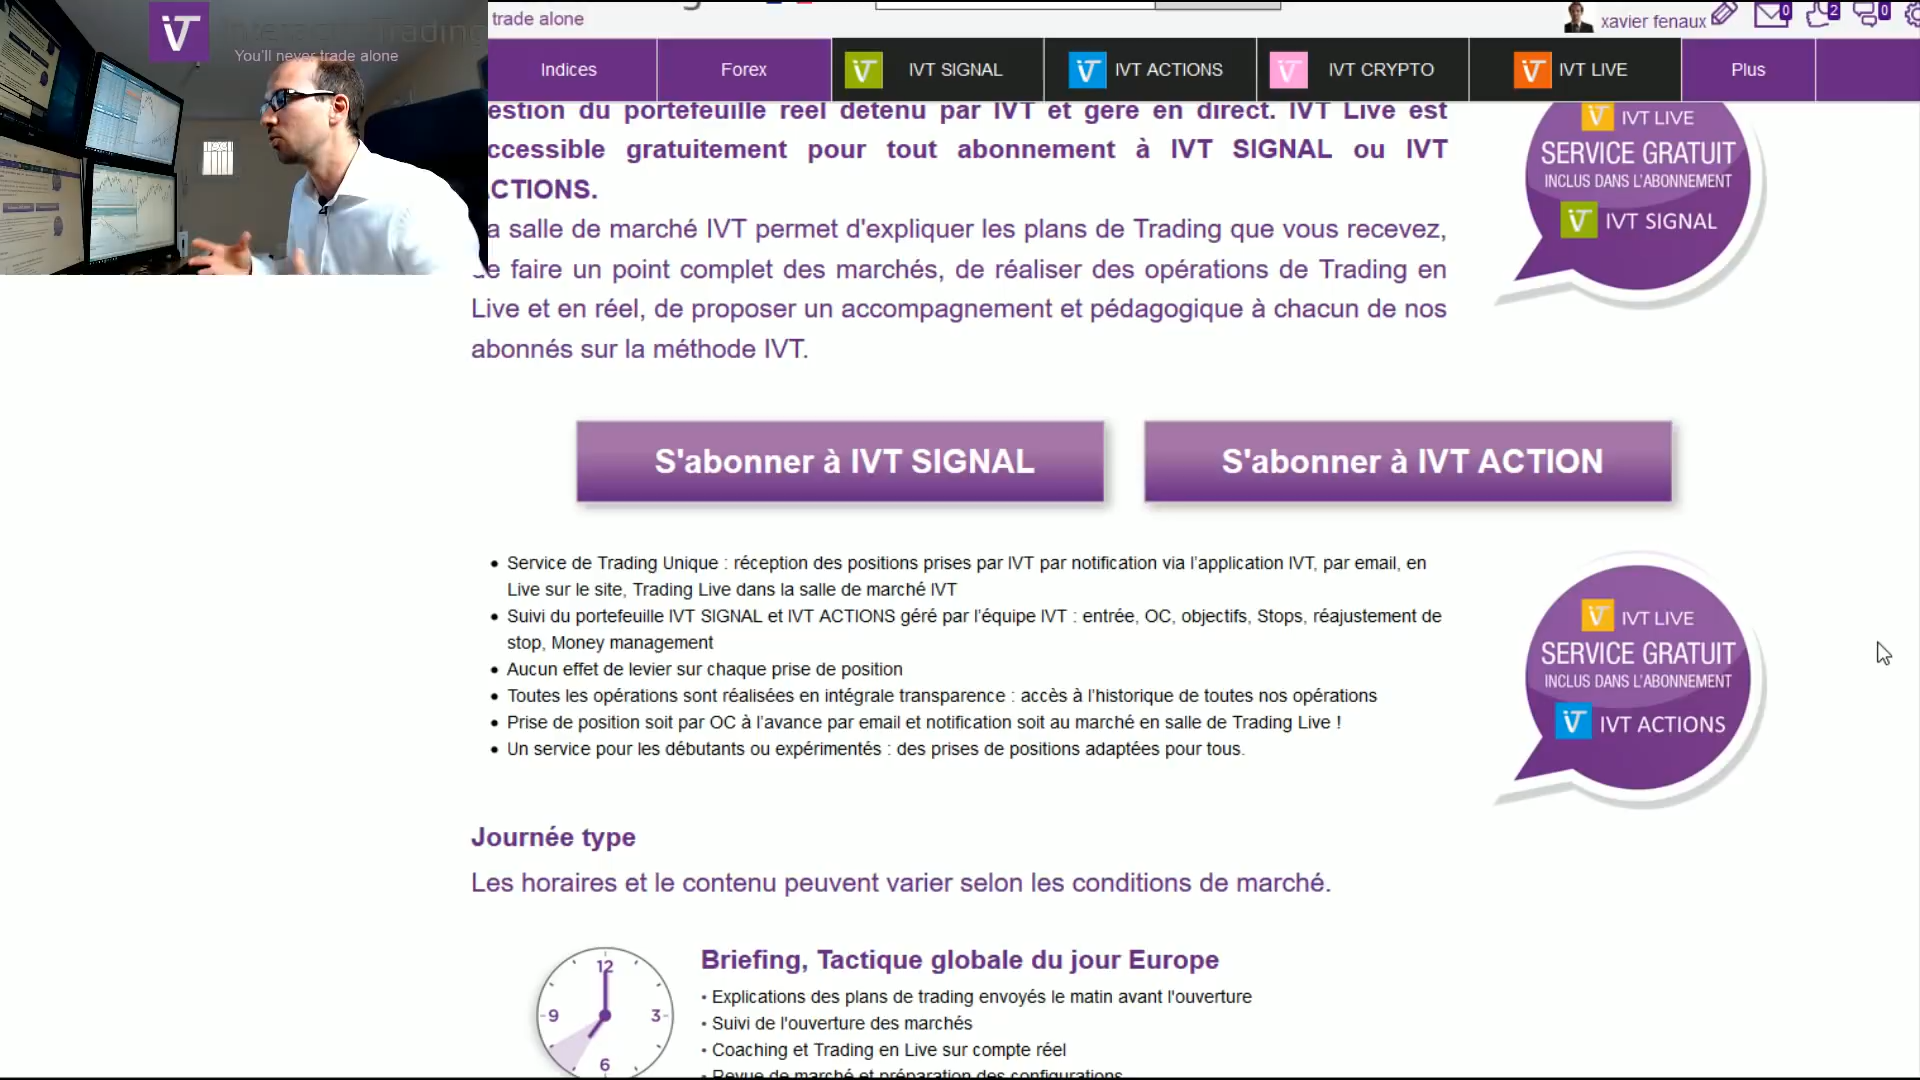 Interactiv Trading
You'll never trade alone
trade alone
xavier fenaux
0
2
0
Indices
Forex
IVT SIGNAL
IVT ACTIONS
IVT CRYPTO
IVT LIVE
Plus
estion du portefeuille réel détenu par IVT et géré en direct. IVT Live est
ccessible gratuitement pour tout abonnement à IVT SIGNAL ou IVT
CTIONS.
a salle de marché IVT permet d'expliquer les plans de Trading que vous recevez,
de faire un point complet des marchés, de réaliser des opérations de Trading en
Live et en réel, de proposer un accompagnement et pédagogique à chacun de nos
abonnés sur la méthode IVT.
IVT LIVE
SERVICE GRATUIT
INCLUS DANS L'ABONNEMENT
IVT SIGNAL
S'abonner à IVT SIGNAL
S'abonner à IVT ACTION
• Service de Trading Unique : réception des positions prises par IVT par notification via l'application IVT, par email, en
Live sur le site, Trading Live dans la salle de marché IVT
• Suivi du portefeuille IVT SIGNAL et IVT ACTIONS géré par l'équipe IVT : entrée, OC, objectifs, Stops, réajustement de
stop, Money management
• Aucun effet de levier sur chaque prise de position
• Toutes les opérations sont réalisées en intégrale transparence : accès à l'historique de toutes nos opérations
• Prise de position soit par OC à l'avance par email et notification soit au marché en salle de Trading Live !
• Un service pour les débutants ou expérimentés : des prises de positions adaptées pour tous.
IVT LIVE
SERVICE GRATUIT
INCLUS DANS L'ABONNEMENT
IVT ACTIONS
Journée type
Les horaires et le contenu peuvent varier selon les conditions de marché.
12
9
3
6
Briefing, Tactique globale du jour Europe
• Explications des plans de trading envoyés le matin avant l'ouverture
• Suivi de l'ouverture des marchés
• Coaching et Trading en Live sur compte réel
• Revue de marché et préparation des configurations